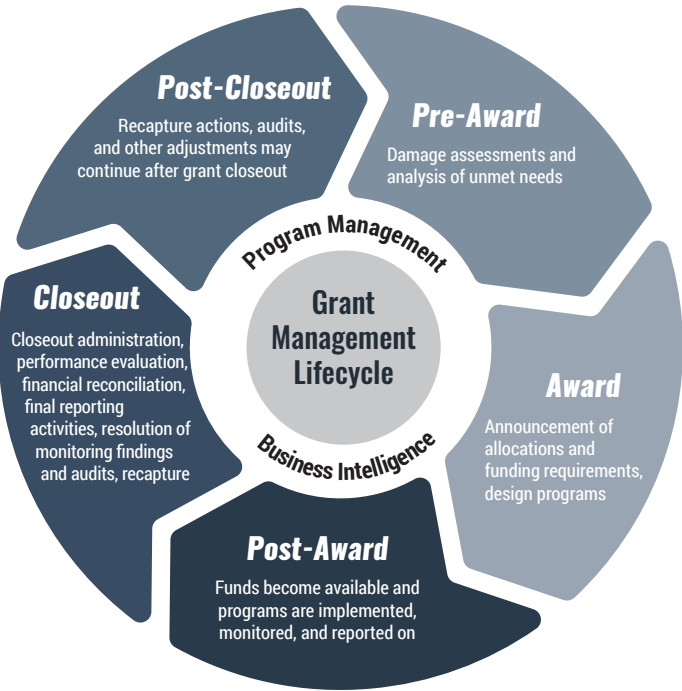 Post-Closeout
Recapture actions, audits,
and other adjustments may
continue after grant closeout
Pre-Award
Damage assessments and
analysis of unmet needs
Program Management
Grant
Management
Lifecycle
Business Intelligence
Closeout
Closeout administration,
performance evaluation,
financial reconciliation,
final reporting
activities, resolution of
monitoring findings
and audits, recapture
Award
Announcement of
allocations and
funding requirements,
design programs
Post-Award
Funds become available and
programs are implemented,
monitored, and reported on